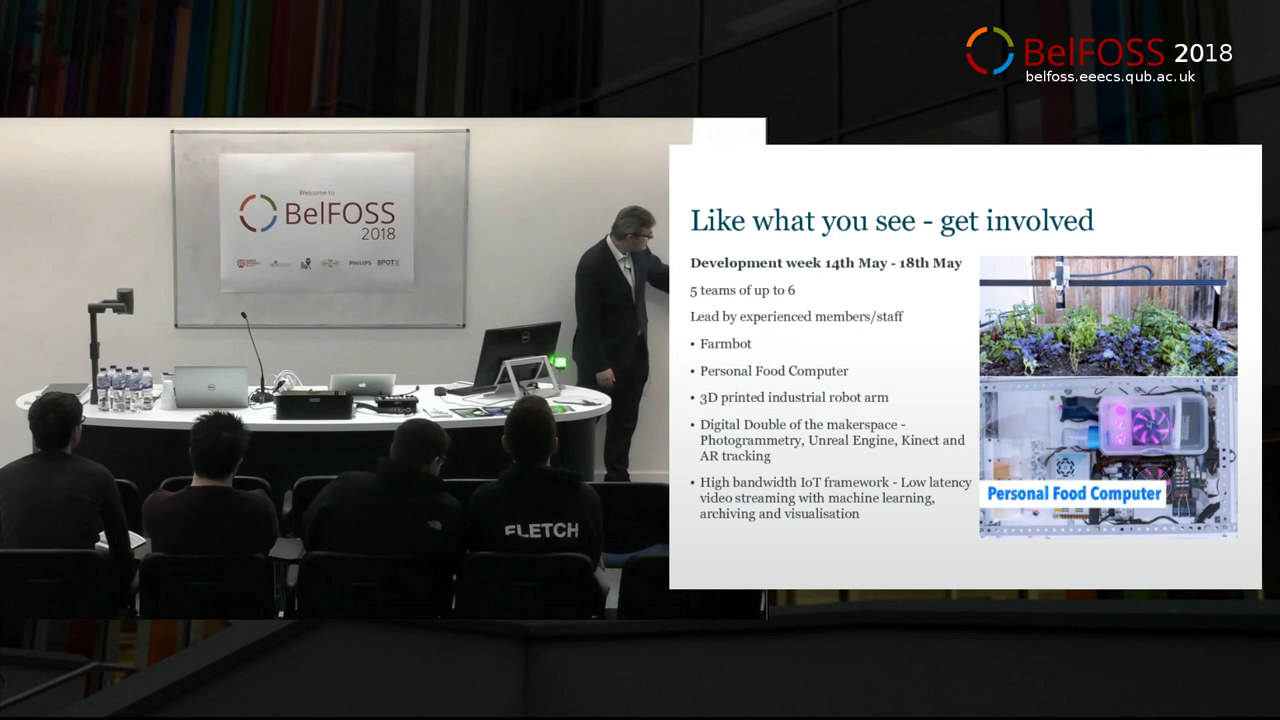 BelFOSS 2018
belfoss.eeecs.qub.ac.uk
Welcome to
BelFOSS
2018
PHILIPS
SPOTX
DELL
FLETCH
Like what you see - get involved
Development week 14th May - 18th May
5 teams of up to 6
Lead by experienced members/staff
• Farmbot
• Personal Food Computer
• 3D printed industrial robot arm
• Digital Double of the makerspace -
Photogrammetry, Unreal Engine, Kinect and
AR tracking
• High bandwidth IoT framework - Low latency
video streaming with machine learning,
archiving and visualisation
Personal Food Computer